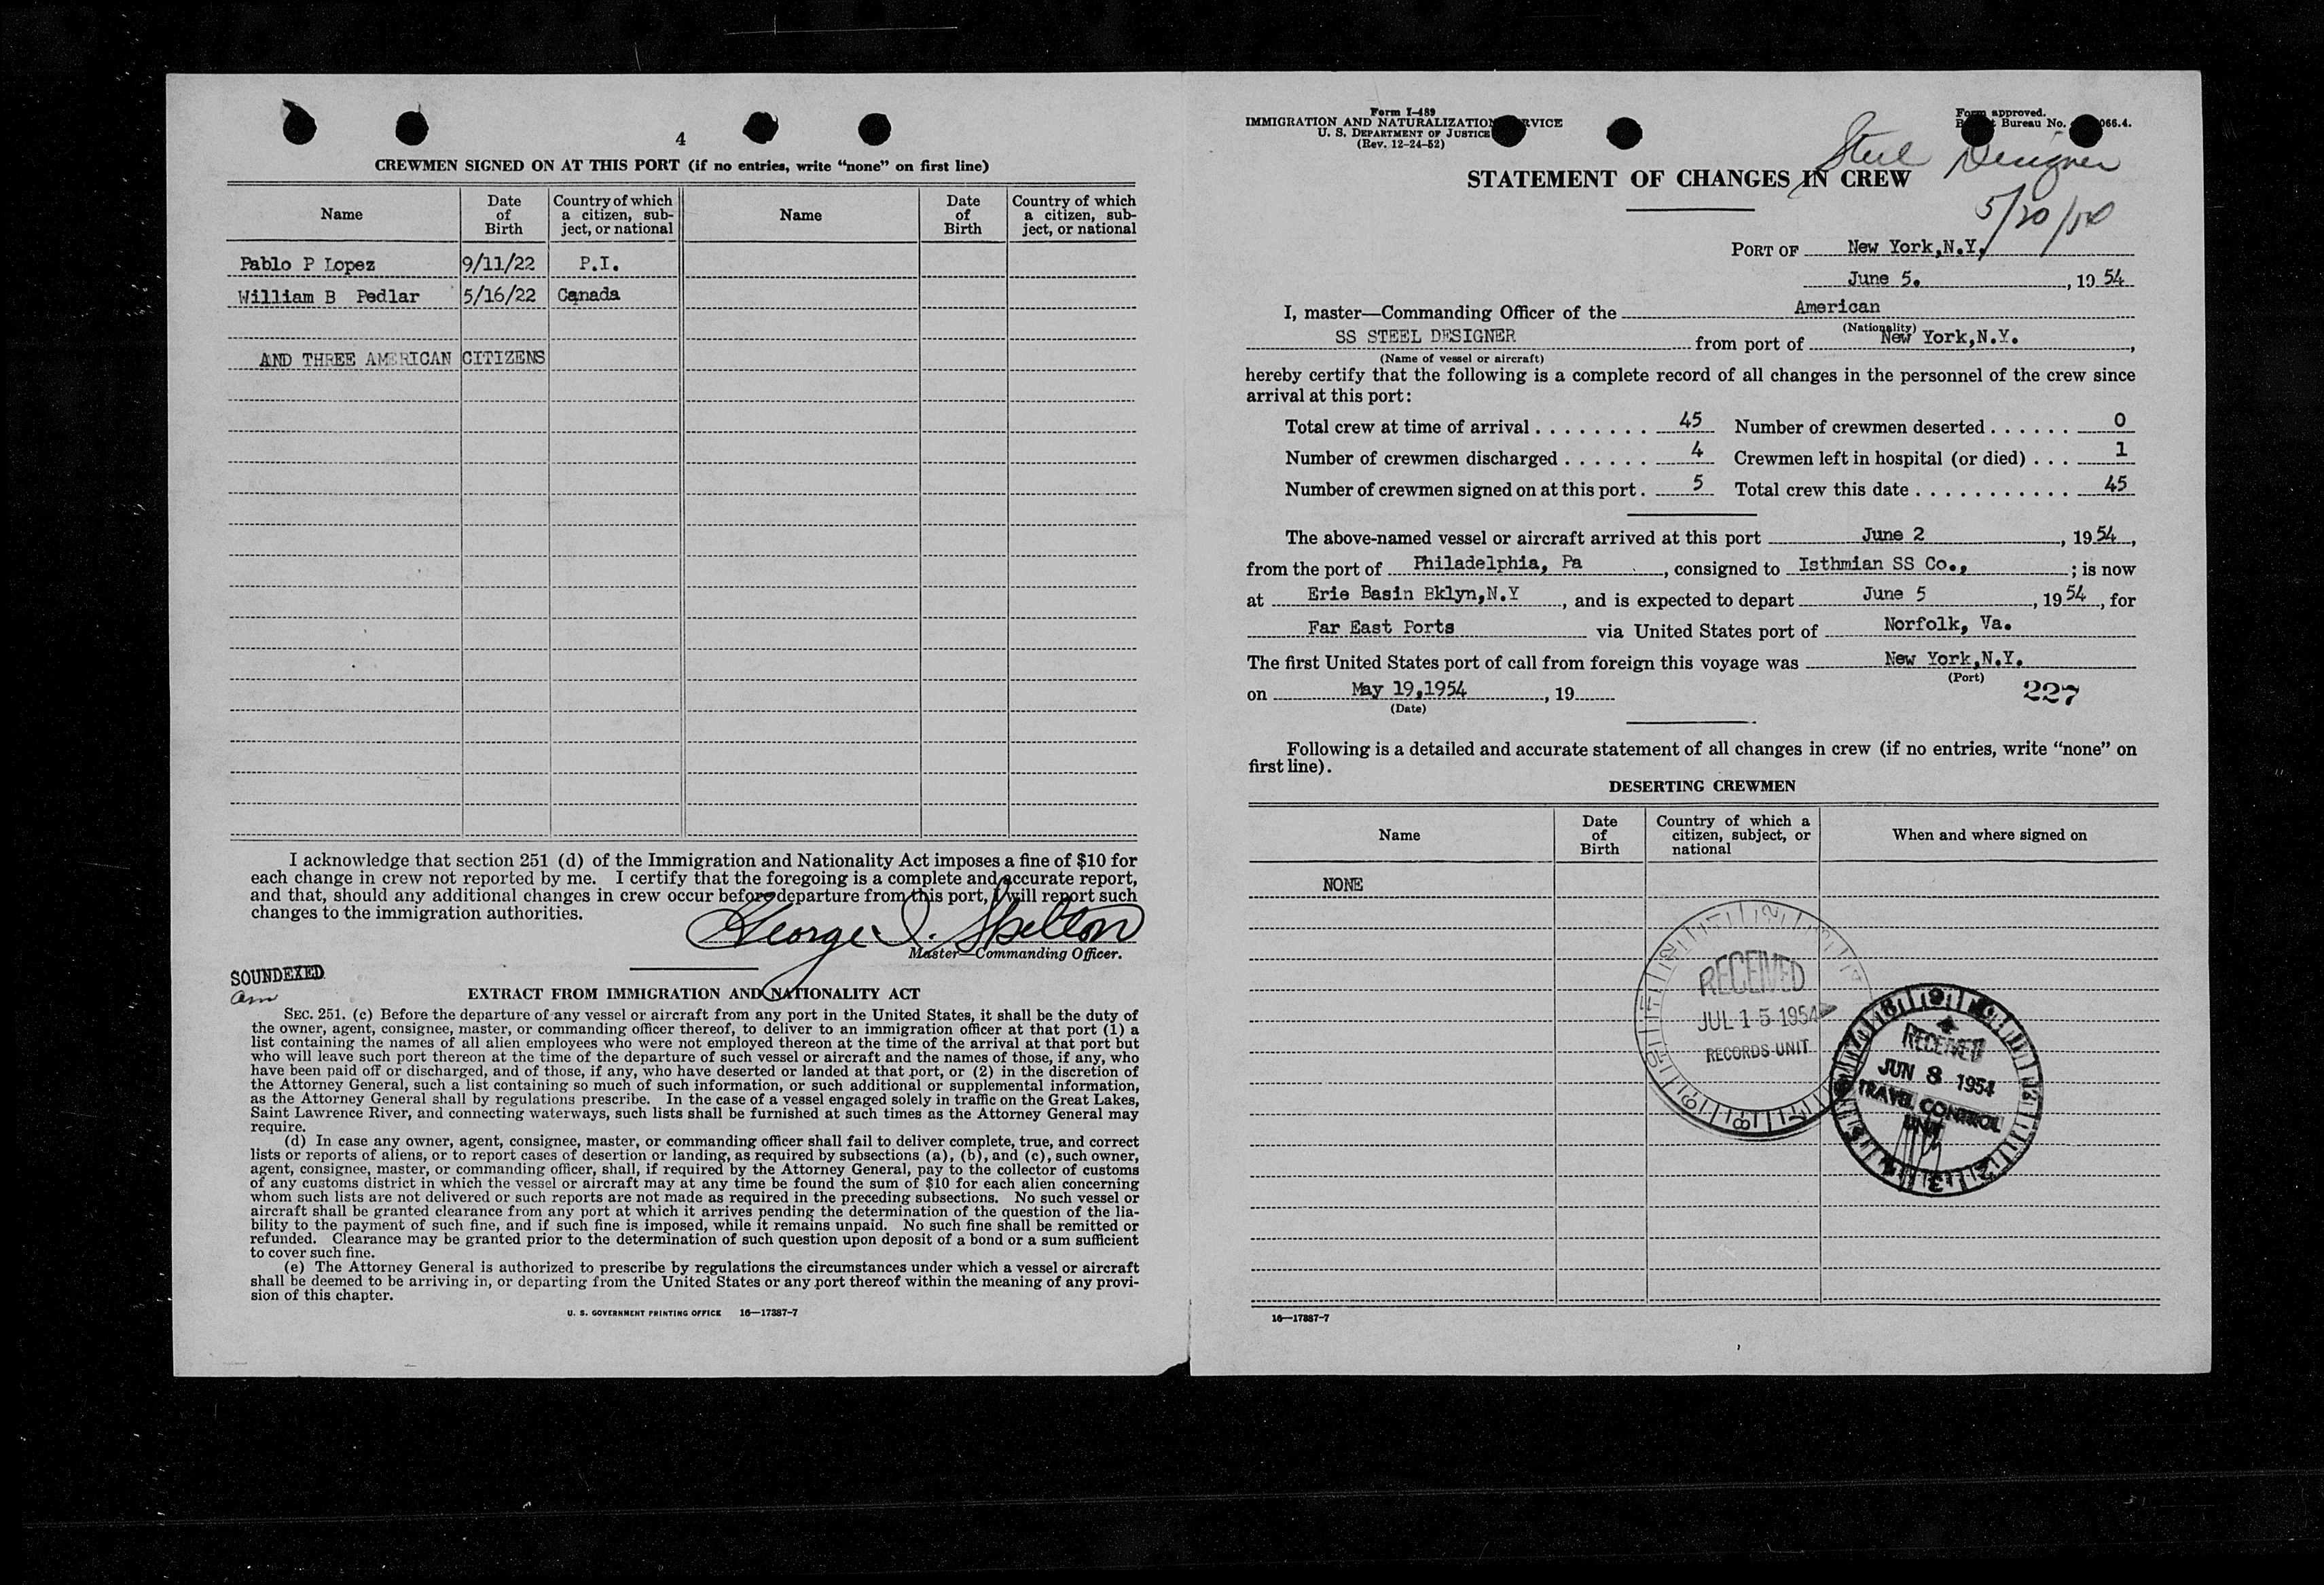 4
CREWMEN SIGNED ON AT THIS PORT (if no entries, write “none” on first line)
Name Date of Birth Country of which a citizen, sub-ject, or national Name Date of Birth Country of which a citizen, sub-ject, or national
Pablo P Lopez 9/11/22 P.I.
William B Pedlar 5/16/22 Canada
AND THREE AMERICAN CITIZENS
I acknowledge that section 251 (d) of the Immigration and Nationality Act imposes a fine of $10 for
each change in crew not reported by me. I certify that the foregoing is a complete and accurate report,
and that, should any additional changes in crew occur before departure from this port, I will report such
changes to the immigration authorities.
George I. Skelton
Master—Commanding Officer.
SOUNDEXED
EXTRACT FROM IMMIGRATION AND NATIONALITY ACT
SEC. 251. (c) Before the departure of any vessel or aircraft from any port in the United States, it shall be the duty of
the owner, agent, consignee, master, or commanding officer thereof, to deliver to an immigration officer at that port (1) a
list containing the names of all alien employees who were not employed thereon at the time of the arrival at that port but
who will leave such port thereon at the time of the departure of such vessel or aircraft and the names of those, if any, who
have been paid off or discharged, and of those, if any, who have deserted or landed at that port, or (2) in the discretion of
the Attorney General, such a list containing so much of such information, or such additional or supplemental information,
as the Attorney General shall by regulations prescribe. In the case of a vessel engaged solely in traffic on the Great Lakes,
Saint Lawrence River, and connecting waterways, such lists shall be furnished at such times as the Attorney General may
require.
(d) In case any owner, agent, consignee, master, or commanding officer shall fail to deliver complete, true, and correct
lists or reports of aliens, or to report cases of desertion or landing, as required by subsections (a), (b), and (c), such owner,
agent, consignee, master, or commanding officer, shall, if required by the Attorney General, pay to the collector of customs
of any customs district in which the vessel or aircraft may at any time be found the sum of $10 for each alien concerning
whom such lists are not delivered or such reports are not made as required in the preceding subsections. No such vessel or
aircraft shall be granted clearance from any port at which it arrives pending the determination of the question of the lia-
bility to the payment of such fine, and if such fine is imposed, while it remains unpaid. No such fine shall be remitted or
refunded. Clearance may be granted prior to the determination of such question upon deposit of a bond or a sum sufficient
to cover such fine.
(e) The Attorney General is authorized to prescribe by regulations the circumstances under which a vessel or aircraft
shall be deemed to be arriving in, or departing from the United States or any port thereof within the meaning of any provi-
sion of this chapter.
U. S. GOVERNMENT PRINTING OFFICE 16—17387-7
Form I-489
IMMIGRATION AND NATURALIZATION RVICE
U. S. DEPARTMENT OF JUSTICE
(Rev. 12-24-52)
Form approved.
Bureau No. 066.4.
Steel Designer
5/20/54
STATEMENT OF CHANGES IN CREW
PORT OF New York,N.Y.
June 5. , 19 54
I, master—Commanding Officer of the American
(Nationality)
SS STEEL DESIGNER from port of New York,N.Y. ,
(Name of vessel or aircraft)
hereby certify that the following is a complete record of all changes in the personnel of the crew since
arrival at this port:
Total crew at time of arrival . . . . . . . . 45 Number of crewmen deserted . . . . . . 0
Number of crewmen discharged . . . . . . 4 Crewmen left in hospital (or died) . . . 1
Number of crewmen signed on at this port . 5 Total crew this date . . . . . . . . . . . 45
The above-named vessel or aircraft arrived at this port June 2 , 19 54 ,
from the port of Philadelphia, Pa , consigned to Isthmian SS Co., ; is now
at Erie Basin Bklyn,N.Y , and is expected to depart June 5 , 19 54 , for
Far East Ports via United States port of Norfolk, Va.
The first United States port of call from foreign this voyage was New York,N.Y.
(Port)
on May 19,1954 , 19
(Date)
227
Following is a detailed and accurate statement of all changes in crew (if no entries, write “none” on
first line).
DESERTING CREWMEN
Name Date of Birth Country of which a citizen, subject, or national When and where signed on
NONE
RECEIVED
JUL 15 1954
RECORDS UNIT
RECEIVED
JUN 8 1954
TRAVEL CONTROL
UNIT
16—17387-7